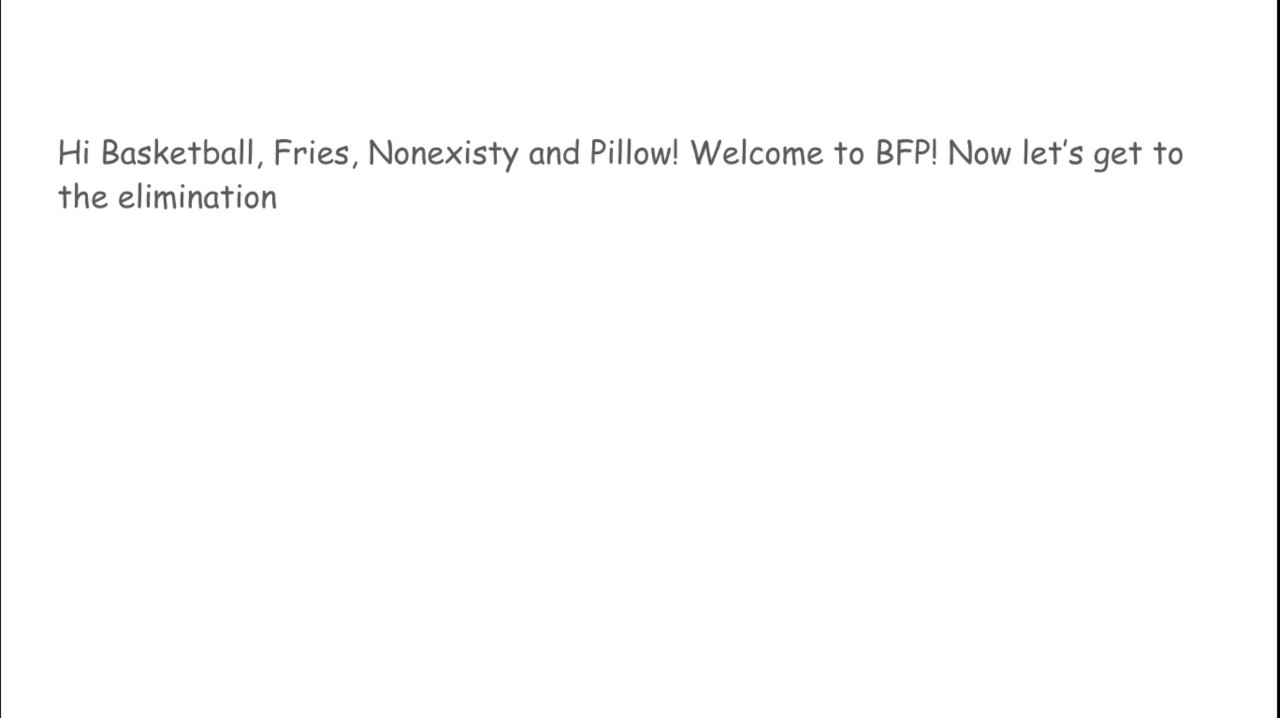 Hi Basketball, Fries, Nonexisty and Pillow! Welcome to BFP! Now let's get to
the elimination